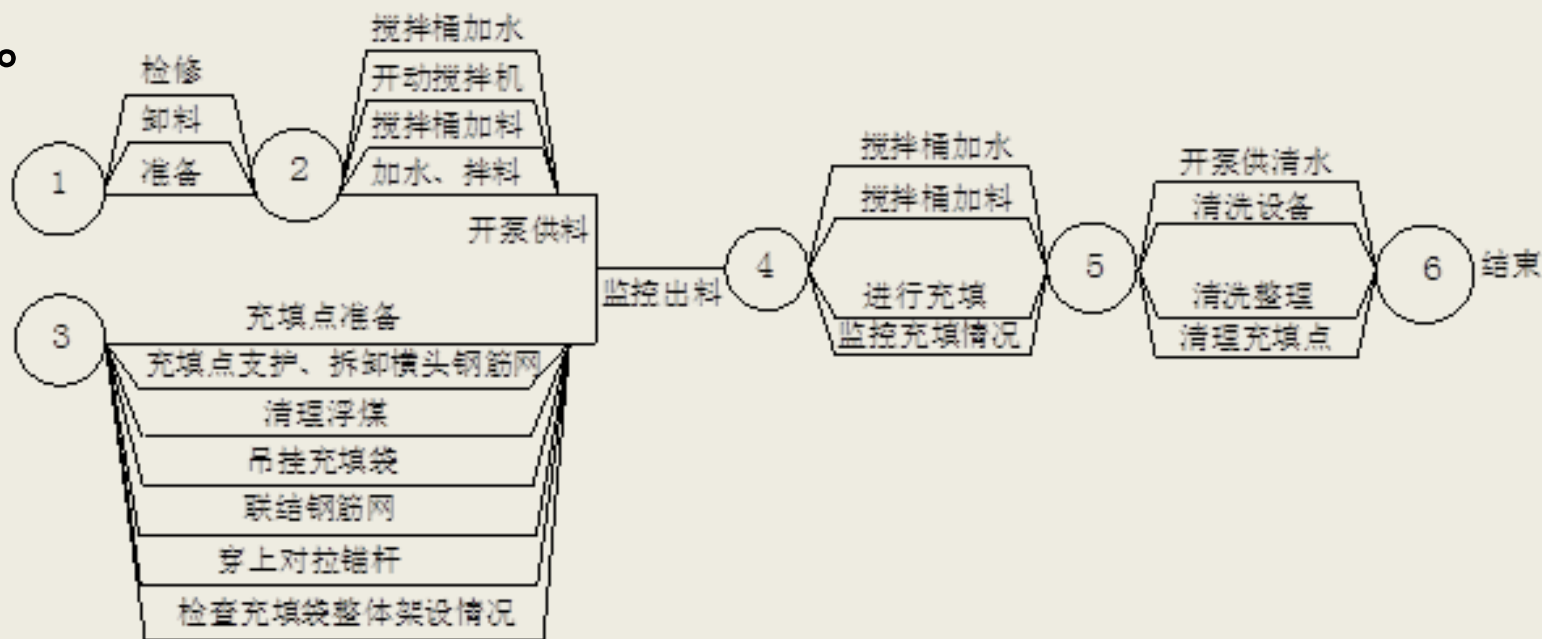 。
检修
卸料
准备
1
2
搅拌桶加水
开动搅拌机
搅拌桶加料
加水、拌料
开泵供料
监控出料
3
充填点准备
充填点支护、拆卸横头钢筋网
清理浮煤
吊挂充填袋
联结钢筋网
穿上对拉锚杆
检查充填袋整体架设情况
4
搅拌桶加水
搅拌桶加料
进行充填
监控充填情况
5
开泵供清水
清洗设备
清洗整理
清理充填点
6
结束